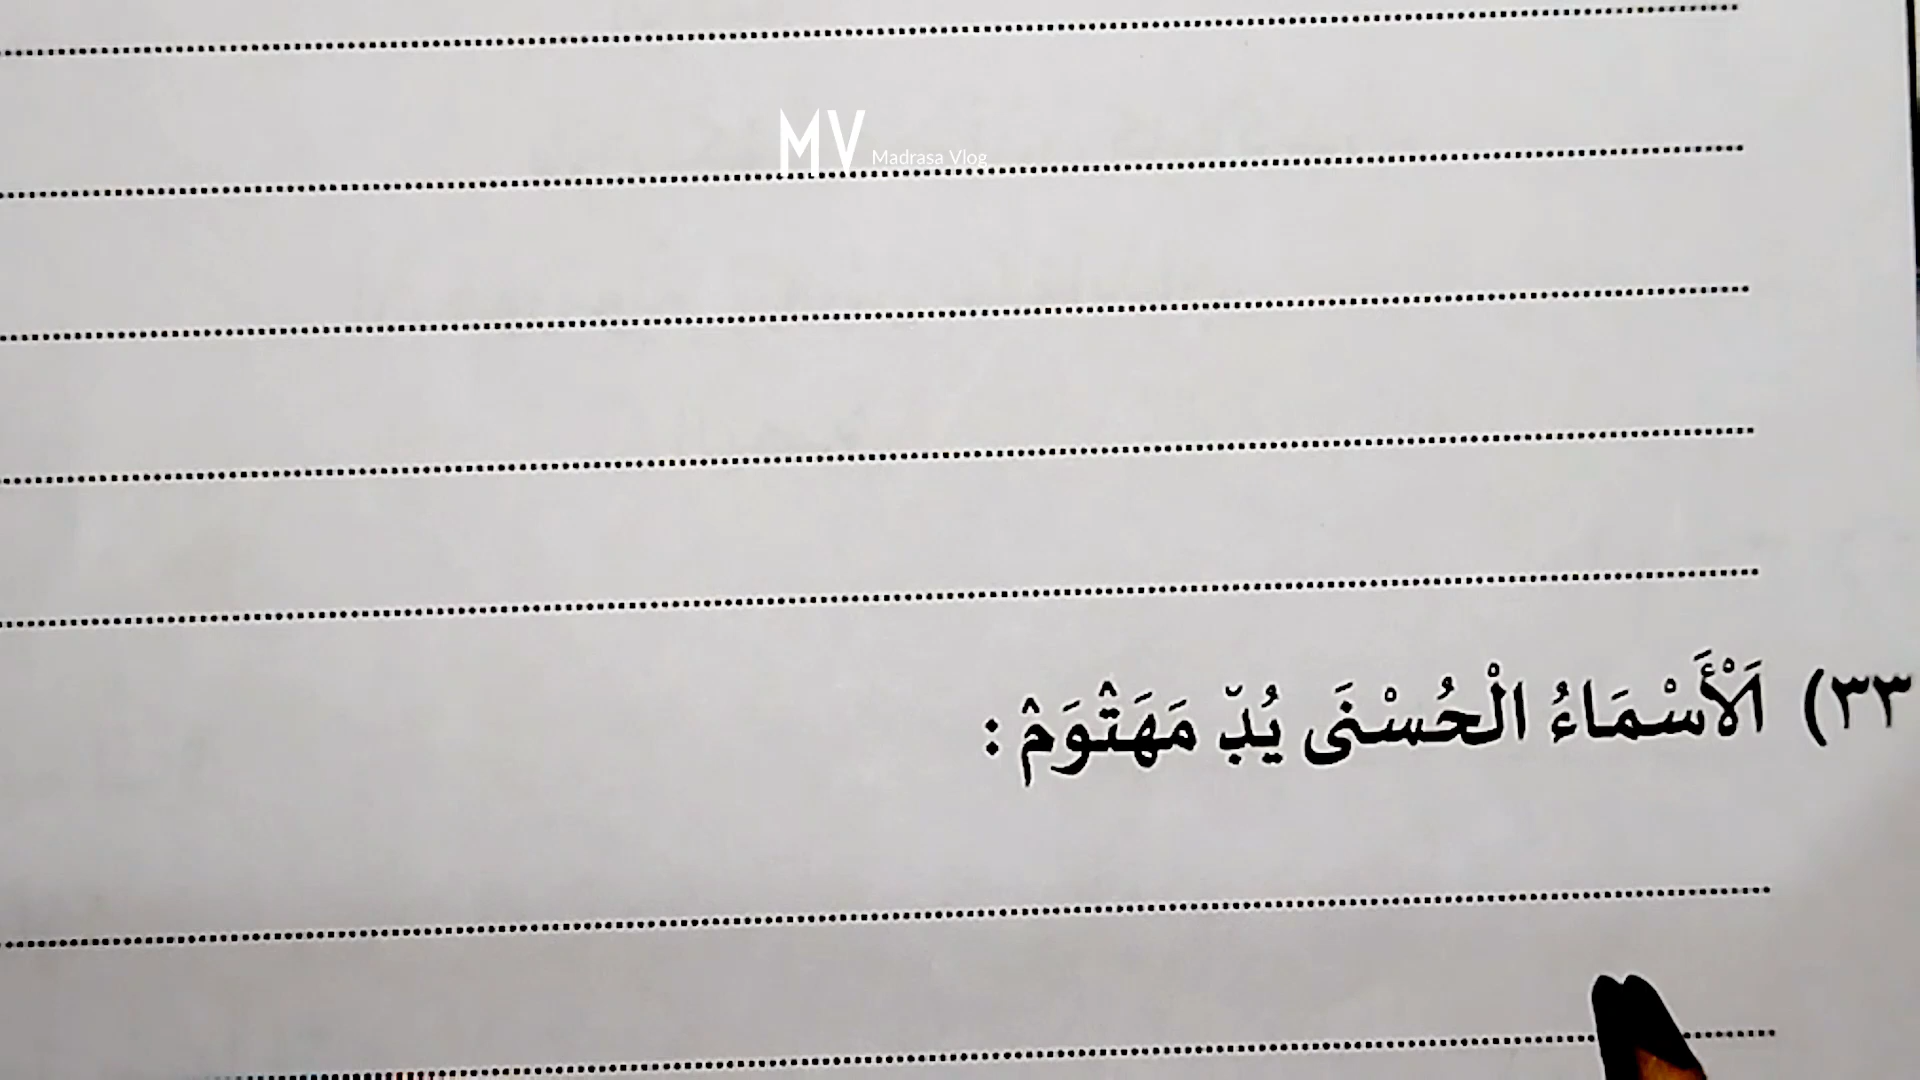 MV Madrasa Vlog
٣٣) اَلْأَسْمَاءُ الْحُسْنَى يُڊِّ مَهَتْوَمْ :